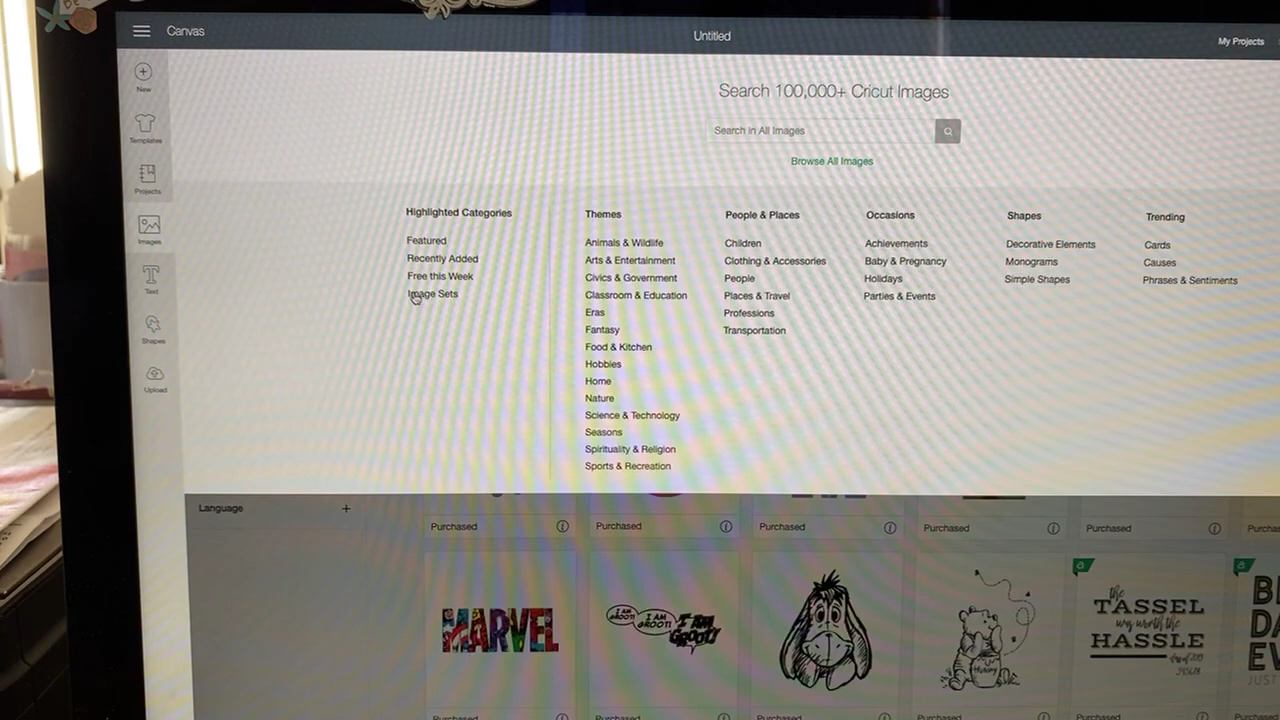 Canvas
Untitled
My Projects
New
Templates
Projects
Images
Text
Shapes
Upload
Search 100,000+ Cricut Images
Search in All Images
Browse All Images
Highlighted Categories
Featured
Recently Added
Free this Week
Image Sets
Themes
Animals & Wildlife
Arts & Entertainment
Civics & Government
Classroom & Education
Eras
Fantasy
Food & Kitchen
Hobbies
Home
Nature
Science & Technology
Seasons
Spirituality & Religion
Sports & Recreation
People & Places
Children
Clothing & Accessories
People
Places & Travel
Professions
Transportation
Occasions
Achievements
Baby & Pregnancy
Holidays
Parties & Events
Shapes
Decorative Elements
Monograms
Simple Shapes
Trending
Cards
Causes
Phrases & Sentiments
Language +
Purchased
Purchased
Purchased
Purchased
Purchased
MARVEL
I AM GROOT!
I AM GROOT!
I AM GROOT!
the
TASSEL
was worth the
HASSLE
Purchased
Purchased
Purchased
Purchased
Purchased